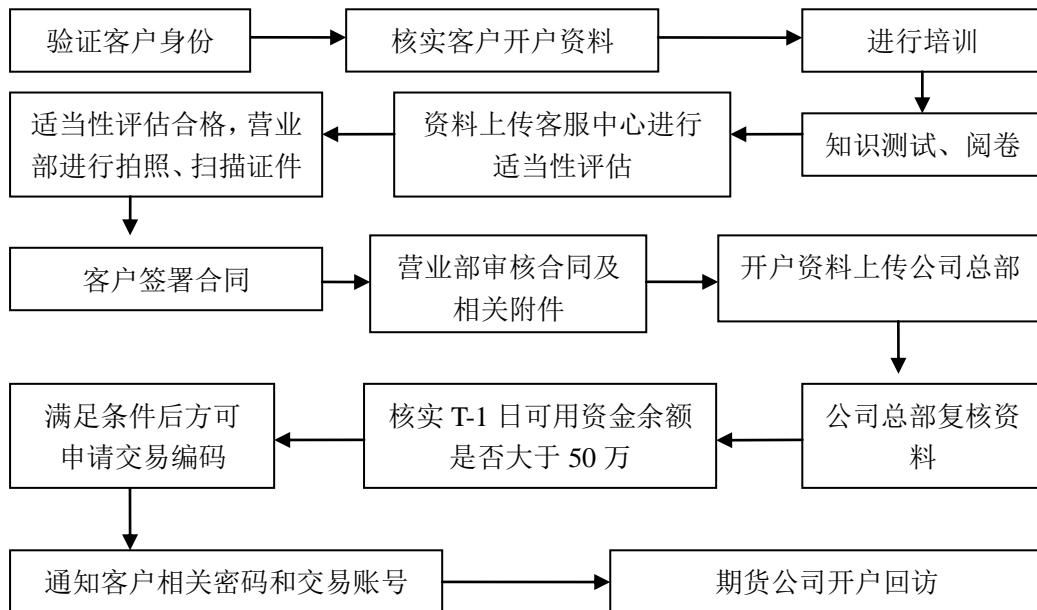 验证客户身份
核实客户开户资料
进行培训
知识测试、阅卷
资料上传客服中心进行
适当性评估
适当性评估合格，营业
部进行拍照、扫描证件
客户签署合同
营业部审核合同及
相关附件
开户资料上传公司总部
公司总部复核资
料
核实 T-1 日可用资金余额
是否大于 50 万
满足条件后方可
申请交易编码
通知客户相关密码和交易账号
期货公司开户回访